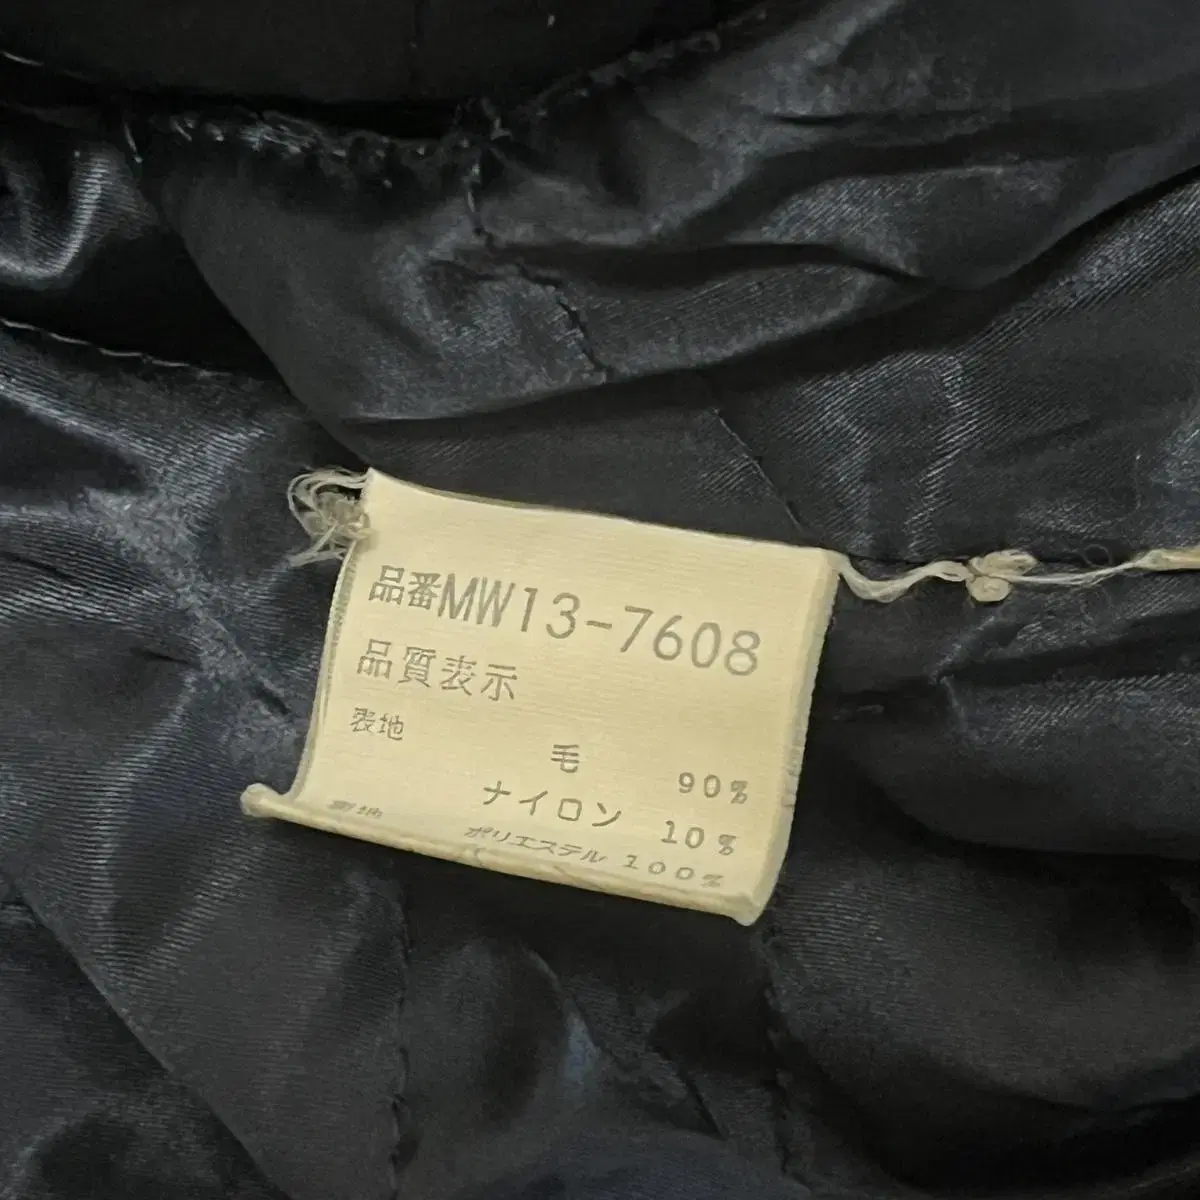 品番MW13-7608
品質表示
表地
毛 90%
ナイロン 10%
裏地
ポリエステル 100%